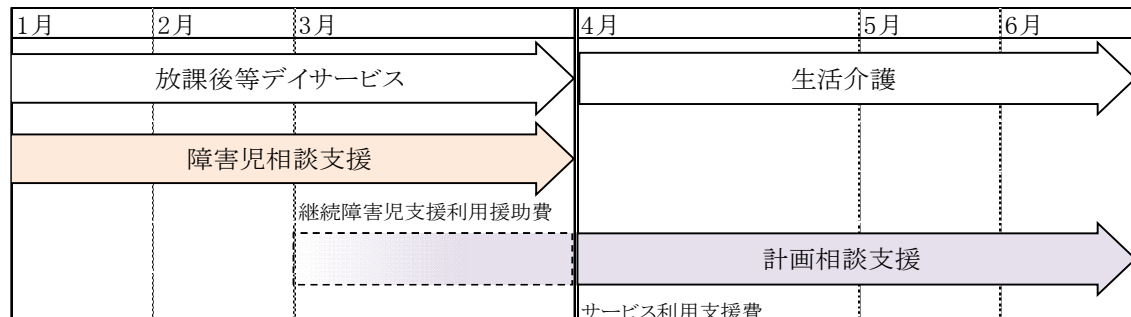 1月 2月 3月 4月 5月 6月
放課後等デイサービス 生活介護
障害児相談支援
継続障害児支援利用援助費
計画相談支援
サービス利用支援費